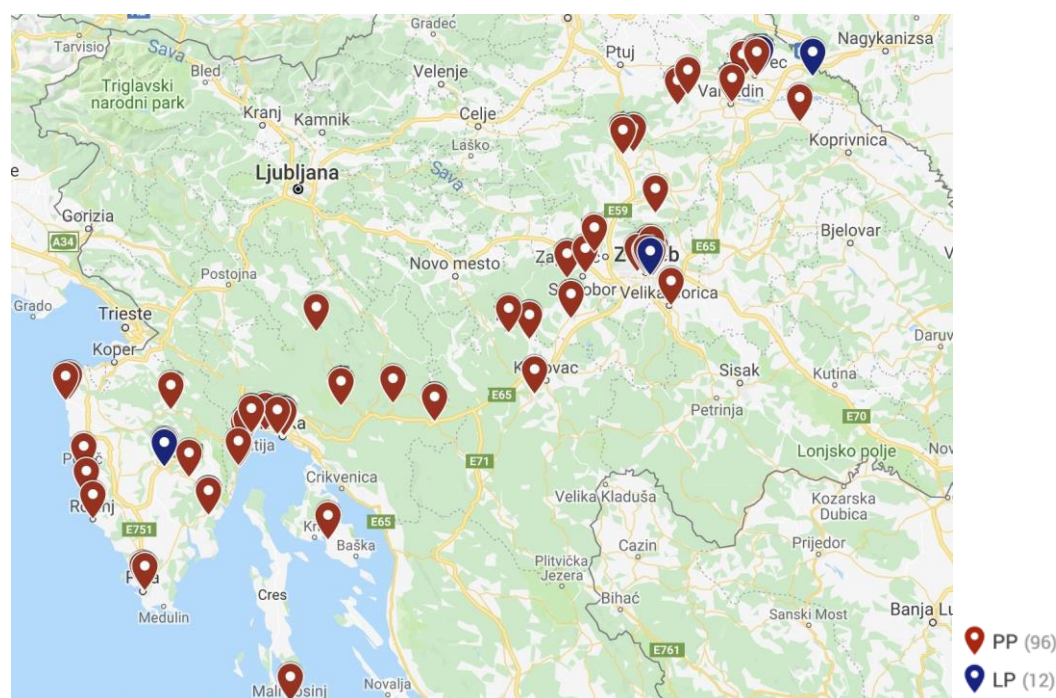 Gradec
Tarvisio
Sava
Bled
Ptuj
Nagykanizsa
Velenje
Triglavski
narodni park
Kranj
Kamnik
Celje
Koprivnica
Laško
Ljubljana
Sava
Gorizia
A34
E59
E65
Bjelovar
Postojna
Novo mesto
Velika
Grado
Trieste
Koper
Sisak
Kutina
E65
Petrinja
E70
Lonjsko polje
E71
Crikvenica
Velika Kladuša
Kozarska
Dubica
E751
E65
Baška
Cazin
Prijedor
Plitvička
Jezera
Medulin
Cres
Bihać
Sanski Most
Banja Lu
E761
Novalja
PP (96)
LP (12)